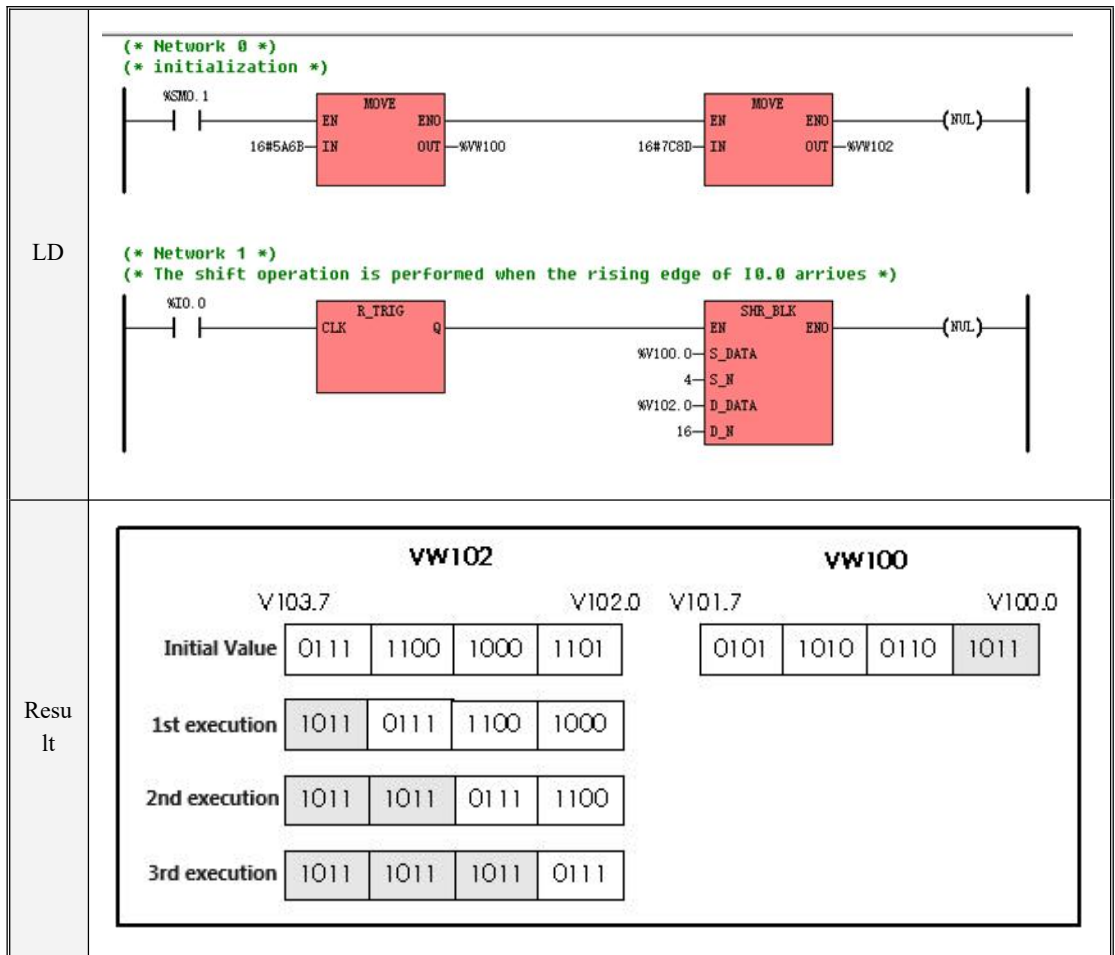 LD
(* Network 0 *)
(* initialization *)
%SM0.1
MOVE
MOVE
EN ENO
EN ENO
(NUL)
16#5A6B IN OUT %VW100
16#7C8D IN OUT %VW102
(* Network 1 *)
(* The shift operation is performed when the rising edge of I0.0 arrives *)
%I0.0
R_TRIG
SHR_BLK
CLK Q
EN ENO
(NUL)
%V100.0 S_DATA
4 S_N
%V102.0 D_DATA
16 D_N
Resu
lt
VW102 VW100
V103.7 V102.0 V101.7 V100.0
Initial Value 0111 1100 1000 1101 0101 1010 0110 1011
1st execution 1011 0111 1100 1000
2nd execution 1011 1011 0111 1100
3rd execution 1011 1011 1011 0111